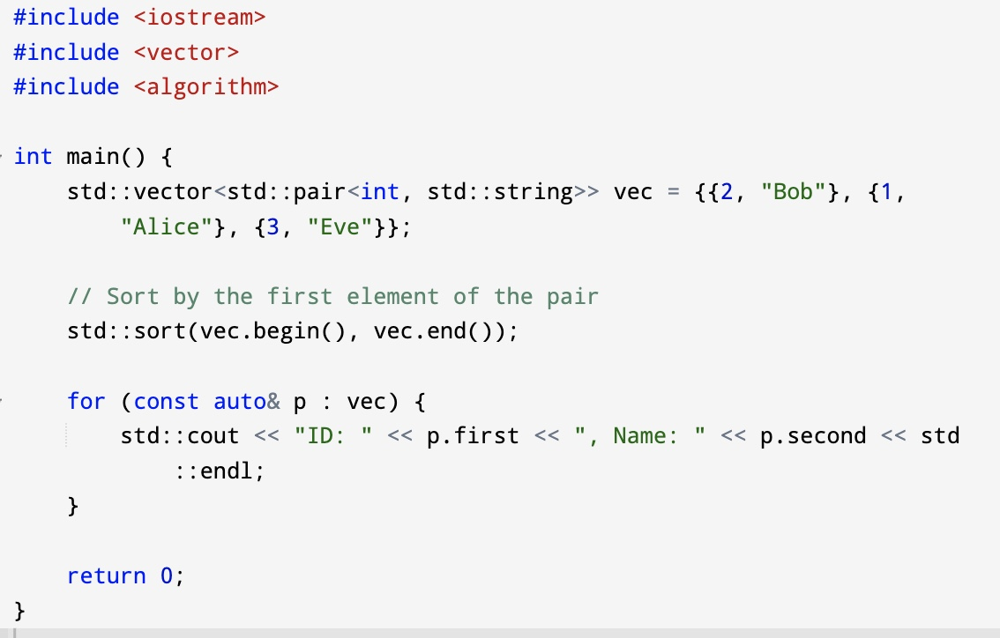 #include <iostream>
#include <vector>
#include <algorithm>

int main() {
    std::vector<std::pair<int, std::string>> vec = {{2, "Bob"}, {1,
        "Alice"}, {3, "Eve"}};

    // Sort by the first element of the pair
    std::sort(vec.begin(), vec.end());

    for (const auto& p : vec) {
        std::cout << "ID: " << p.first << ", Name: " << p.second << std
            ::endl;
    }

    return 0;
}